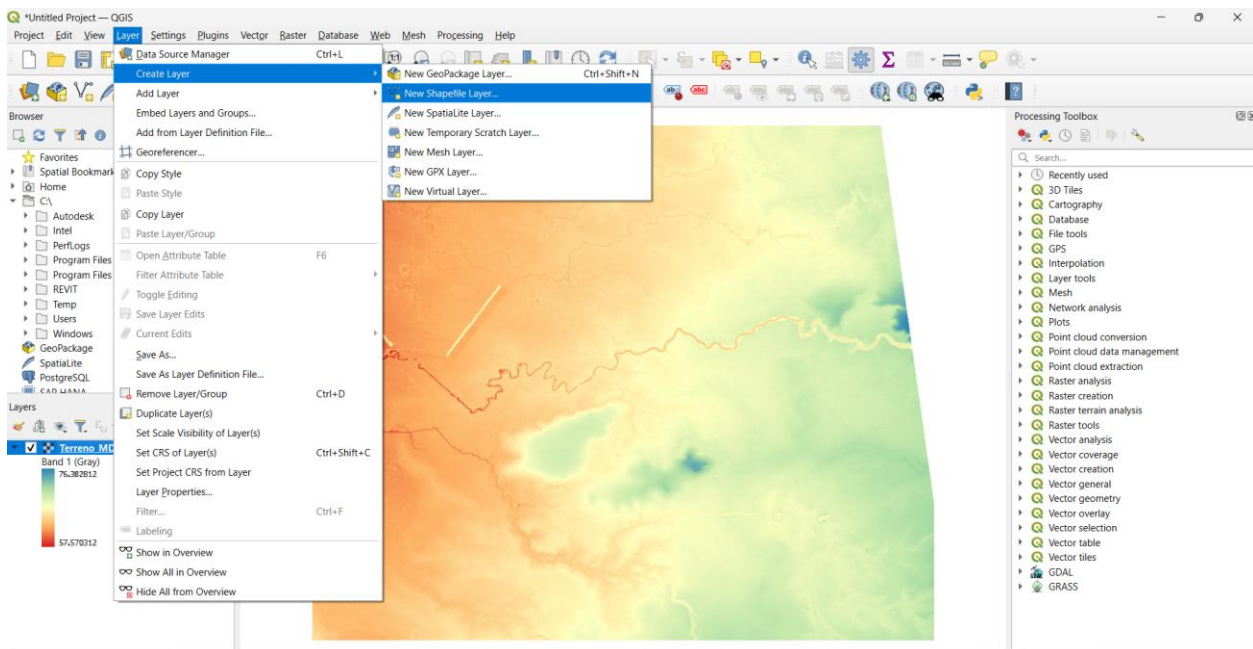 *Untitled Project — QGIS
Project Edit View Layer Settings Plugins Vector Raster Database Web Mesh Processing Help
Data Source Manager Ctrl+L
Create Layer
Add Layer
Embed Layers and Groups...
Add from Layer Definition File...
Georeferencer...
Copy Style
Paste Style
Copy Layer
Paste Layer/Group
Open Attribute Table F6
Filter Attribute Table
Toggle Editing
Save Layer Edits
Current Edits
Save As...
Save As Layer Definition File...
Remove Layer/Group Ctrl+D
Duplicate Layer(s)
Set Scale Visibility of Layer(s)
Set CRS of Layer(s) Ctrl+Shift+C
Set Project CRS from Layer
Layer Properties...
Filter... Ctrl+F
Labeling
Show in Overview
Show All in Overview
Hide All from Overview
New GeoPackage Layer... Ctrl+Shift+N
New Shapefile Layer...
New SpatiaLite Layer...
New Temporary Scratch Layer...
New Mesh Layer...
New GPX Layer...
New Virtual Layer...
Browser
Favorites
Spatial Bookmark
Home
C:\
Autodesk
Intel
PerfLogs
Program Files
Program Files
REVIT
Temp
Users
Windows
GeoPackage
SpatiaLite
PostgreSQL
SAP HANA
Layers
Terreno_MD
Band 1 (Gray)
76.382812
57.570312
Processing Toolbox
Search...
Recently used
3D Tiles
Cartography
Database
File tools
GPS
Interpolation
Layer tools
Mesh
Network analysis
Plots
Point cloud conversion
Point cloud data management
Point cloud extraction
Raster analysis
Raster creation
Raster terrain analysis
Raster tools
Vector analysis
Vector coverage
Vector creation
Vector general
Vector geometry
Vector overlay
Vector selection
Vector table
Vector tiles
GDAL
GRASS